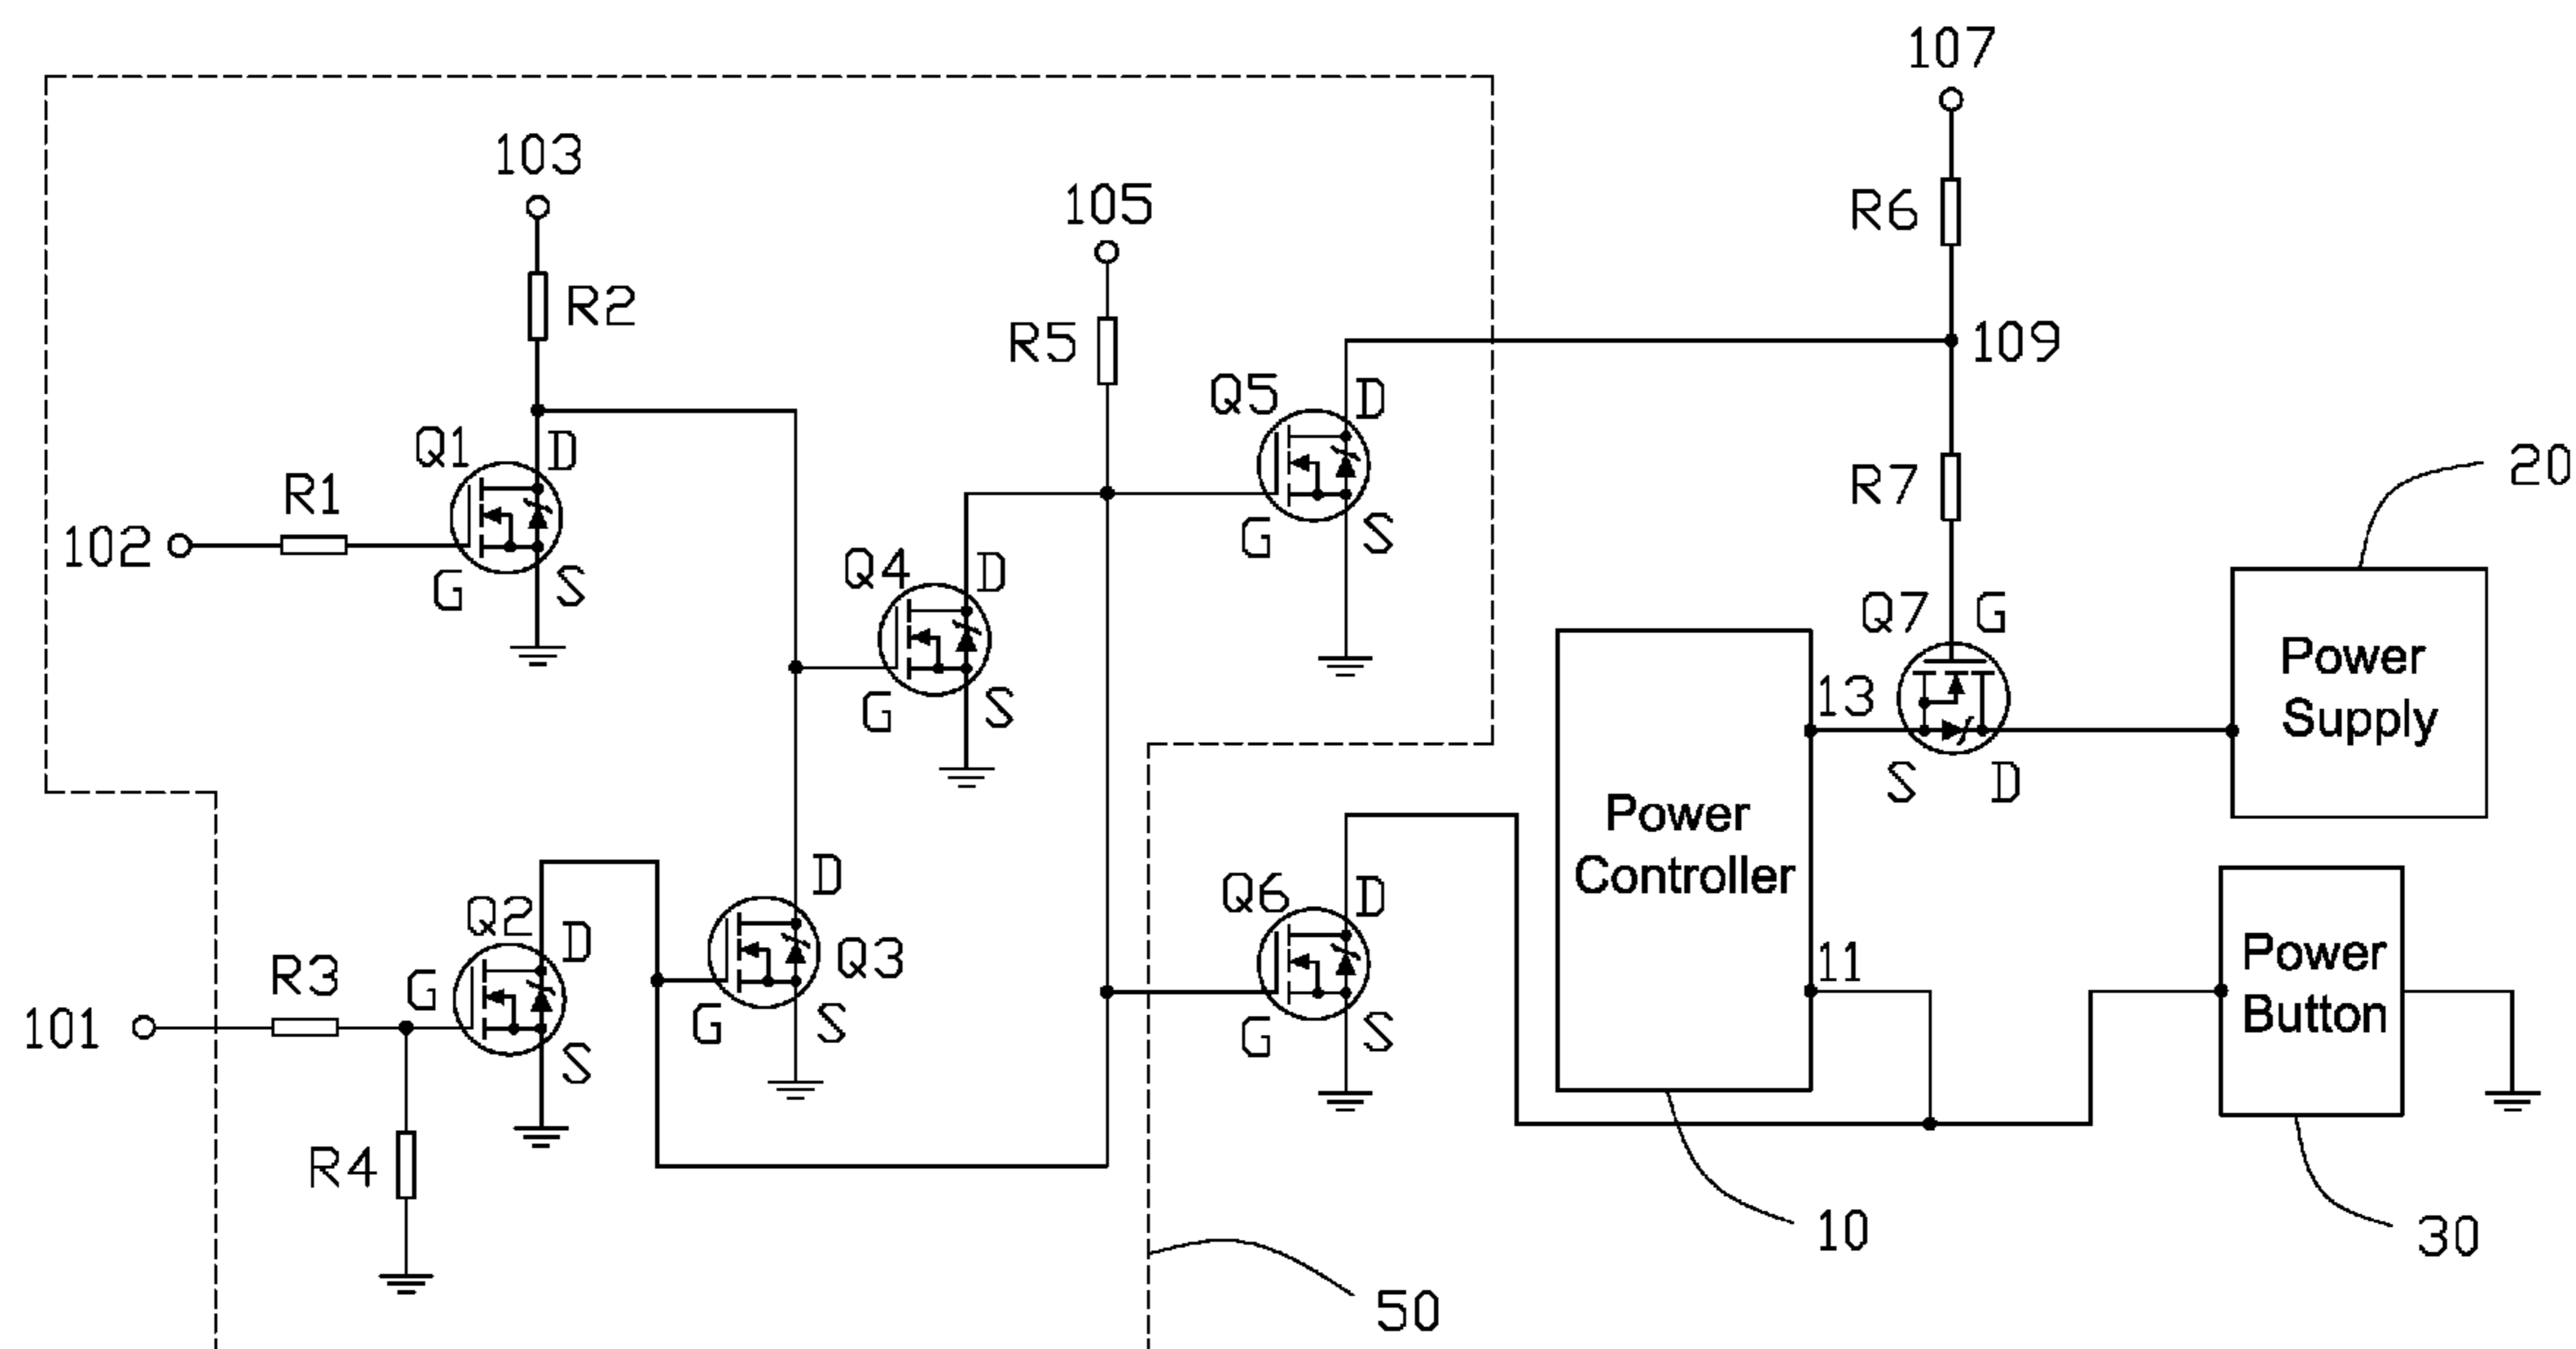 107
103
105
R6
R2
R5
109
Q5
D
Q1
D
R7
20
R1
102
G
S
Q4
D
G
S
Q7
G
Power
Supply
G
S
13
S
D
Power
Controller
D
Q6
D
Q2
D
Q3
Power
Button
11
R3
G
101
G
S
G
S
S
R4
10
30
50